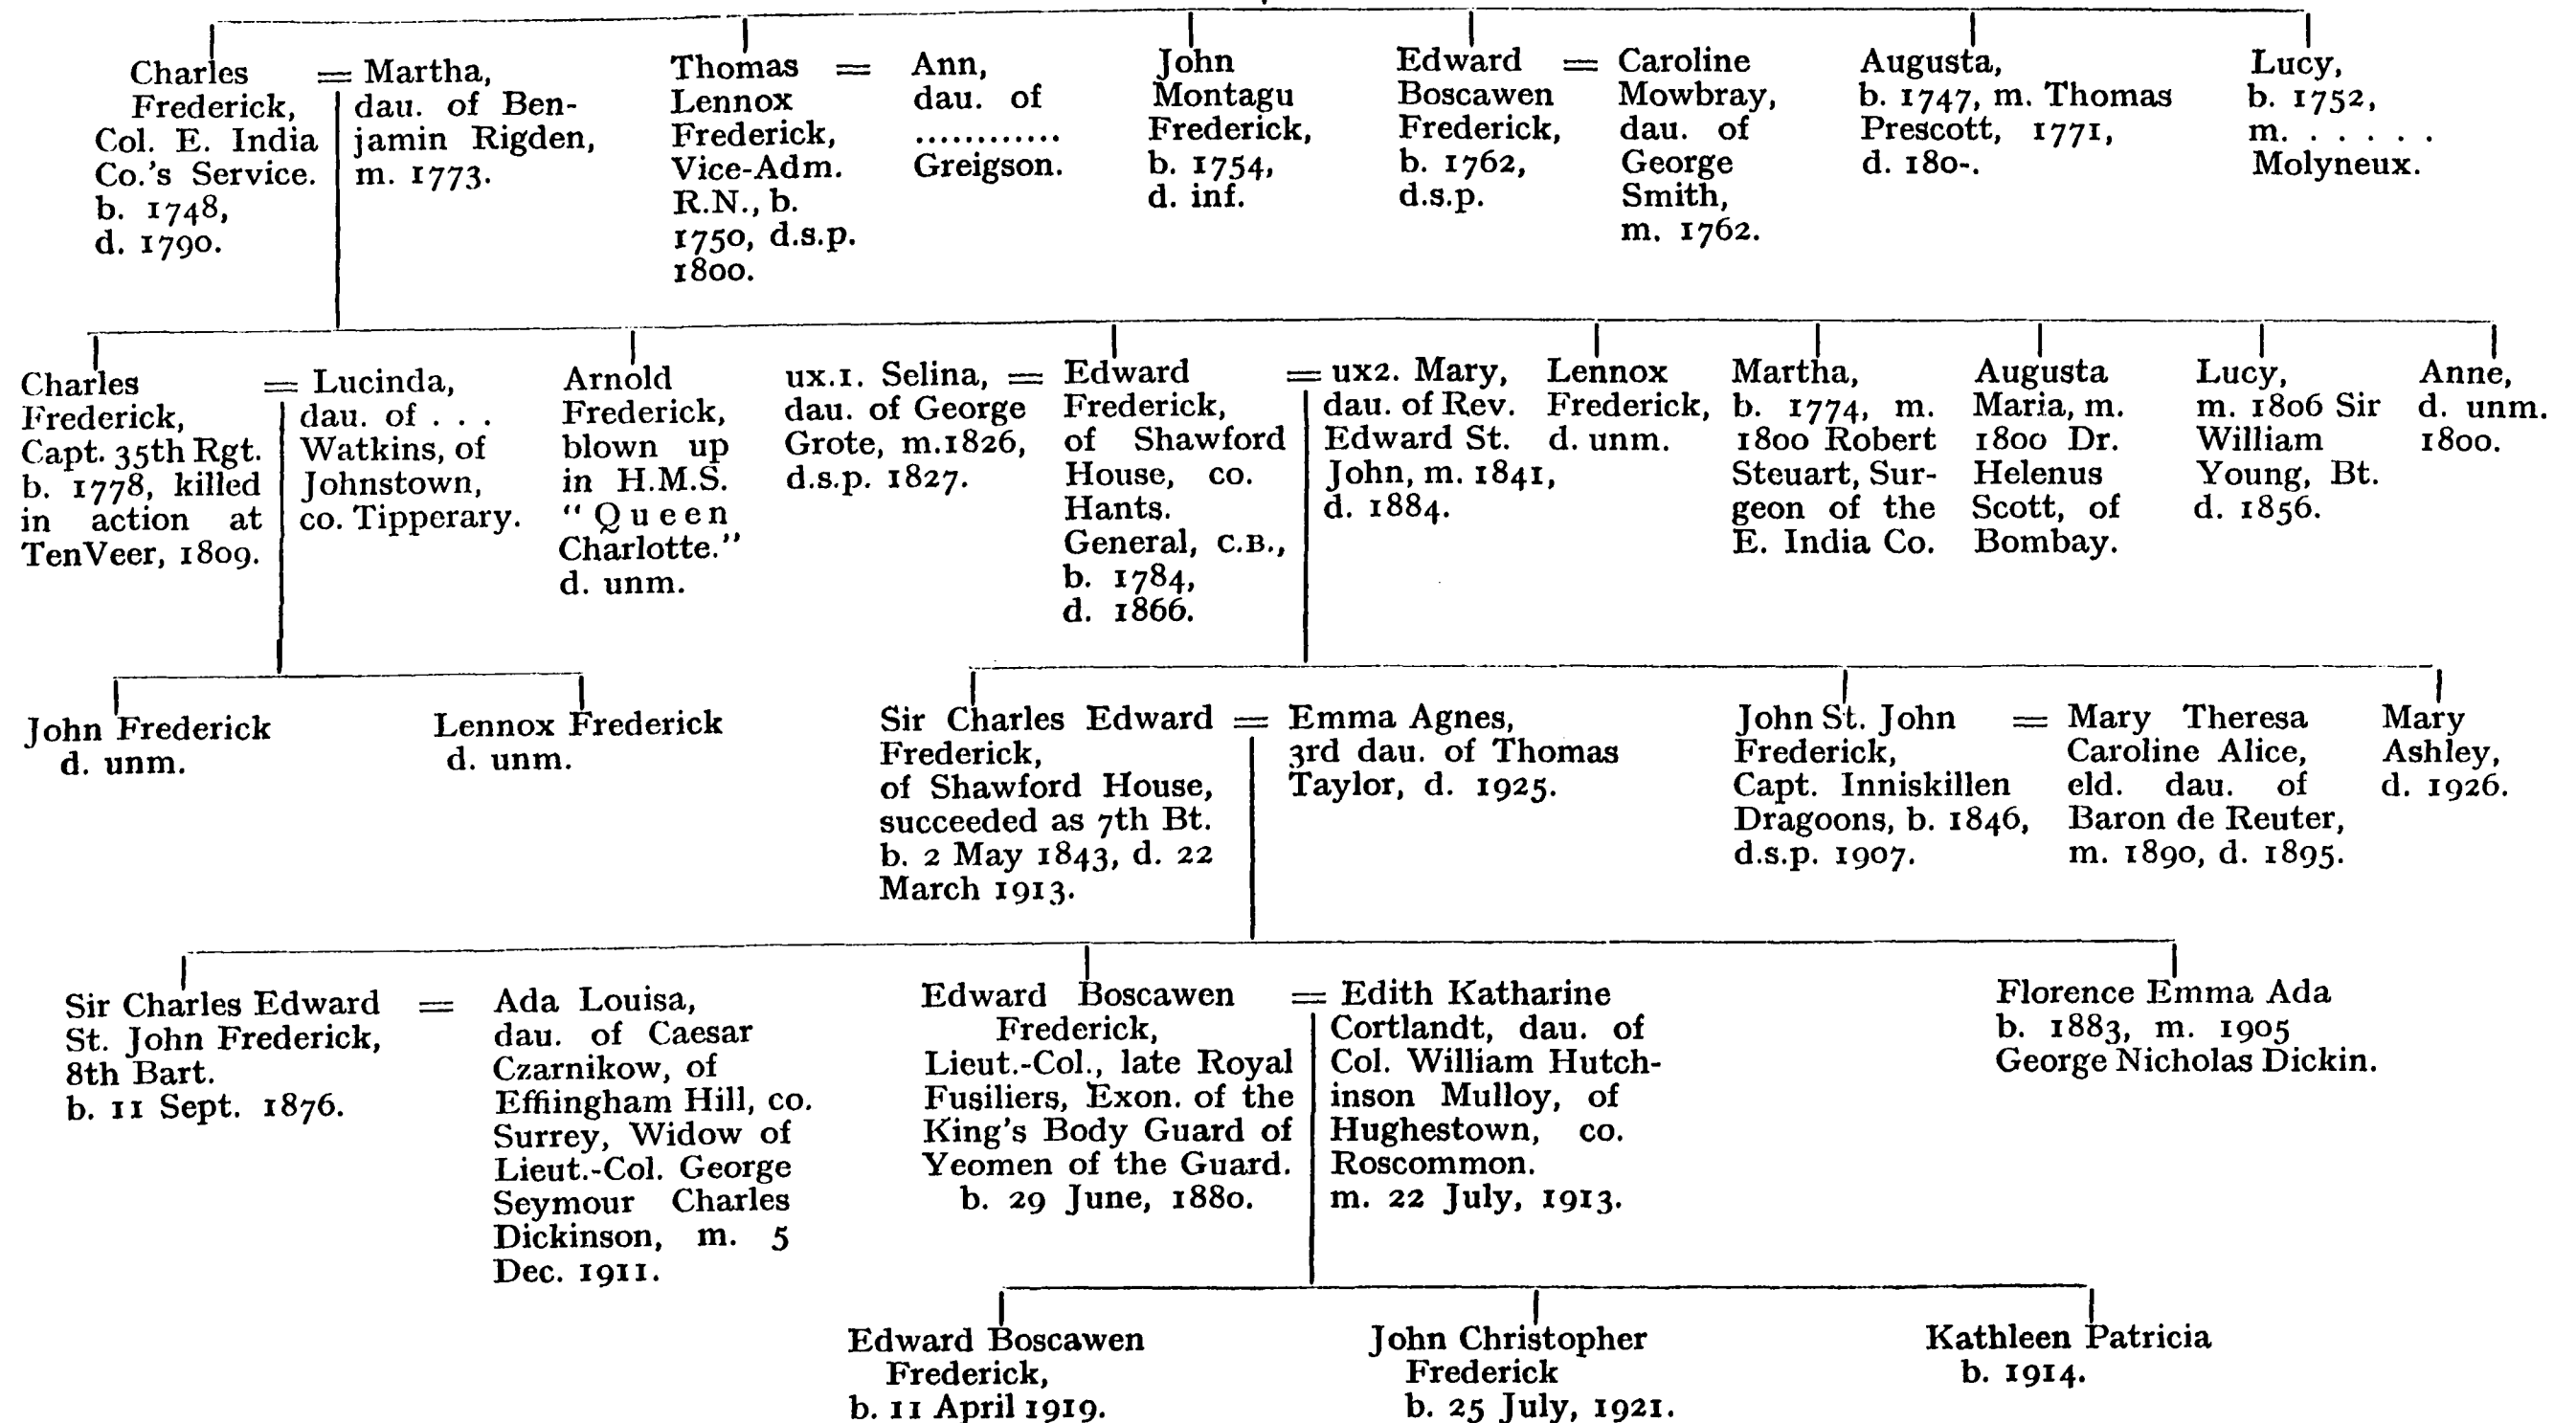 Charles = Martha,
Frederick, dau. of Ben-
Col. E. India jamin Rigden,
Co.'s Service. m. 1773.
b. 1748,
d. 1790.
Thomas = Ann,
Lennox dau. of
Frederick, ............
Vice-Adm. Greigson.
R.N., b.
1750, d.s.p.
1800.
John
Montagu
Frederick,
b. 1754,
d. inf.
Edward = Caroline
Boscawen Mowbray,
Frederick, dau. of
b. 1762, George
d.s.p. Smith,
m. 1762.
Augusta,
b. 1747, m. Thomas
Prescott, 1771,
d. 180-.
Lucy,
b. 1752,
m. . . . . . .
Molyneux.
Charles = Lucinda,
Frederick, dau. of . . .
Capt. 35th Rgt. Watkins, of
b. 1778, killed Johnstown,
in action at co. Tipperary.
TenVeer, 1809.
Arnold
Frederick,
blown up
in H.M.S.
"Queen
Charlotte."
d. unm.
ux.1. Selina, =
dau. of George
Grote, m.1826,
d.s.p. 1827.
Edward
Frederick,
of Shawford
House, co.
Hants.
General, C.B.,
b. 1784,
d. 1866.
= ux2. Mary,
dau. of Rev.
Edward St.
John, m. 1841,
d. 1884.
Lennox
Frederick,
d. unm.
Martha,
b. 1774, m.
1800 Robert
Steuart, Sur-
geon of the
E. India Co.
Augusta
Maria, m.
1800 Dr.
Helenus
Scott, of
Bombay.
Lucy,
m. 1806 Sir
William
Young, Bt.
d. 1856.
Anne,
d. unm.
1800.
John Frederick
d. unm.
Lennox Frederick
d. unm.
Sir Charles Edward =
Frederick,
of Shawford House,
succeeded as 7th Bt.
b. 2 May 1843, d. 22
March 1913.
Emma Agnes,
3rd dau. of Thomas
Taylor, d. 1925.
John St. John =
Frederick,
Capt. Inniskillen
Dragoons, b. 1846,
d.s.p. 1907.
Mary Theresa
Caroline Alice,
eld. dau. of
Baron de Reuter,
m. 1890, d. 1895.
Mary
Ashley,
d. 1926.
Sir Charles Edward =
St. John Frederick,
8th Bart.
b. 11 Sept. 1876.
Ada Louisa,
dau. of Caesar
Czarnikow, of
Effiingham Hill, co.
Surrey, Widow of
Lieut.-Col. George
Seymour Charles
Dickinson, m. 5
Dec. 1911.
Edward Boscawen =
Frederick,
Lieut.-Col., late Royal
Fusiliers, Exon. of the
King's Body Guard of
Yeomen of the Guard.
b. 29 June, 1880.
Edith Katharine
Cortlandt, dau. of
Col. William Hutch-
inson Mulloy, of
Hughestown, co.
Roscommon.
m. 22 July, 1913.
Florence Emma Ada
b. 1883, m. 1905
George Nicholas Dickin.
Edward Boscawen
Frederick,
b. 11 April 1919.
John Christopher
Frederick
b. 25 July, 1921.
Kathleen Patricia
b. 1914.